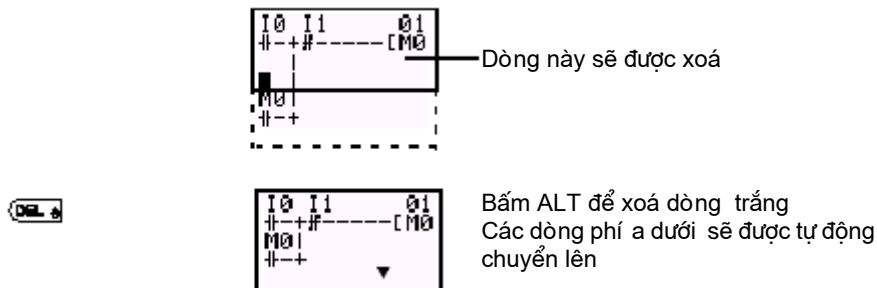 I0 I1 01
[M0
Dòng này sẽ được xoá
M0
DEL
I0 I1 01
[M0
M0
Bấm ALT để xoá dòng trắng
Các dòng phí a dưới sẽ được tự động
chuyển lên